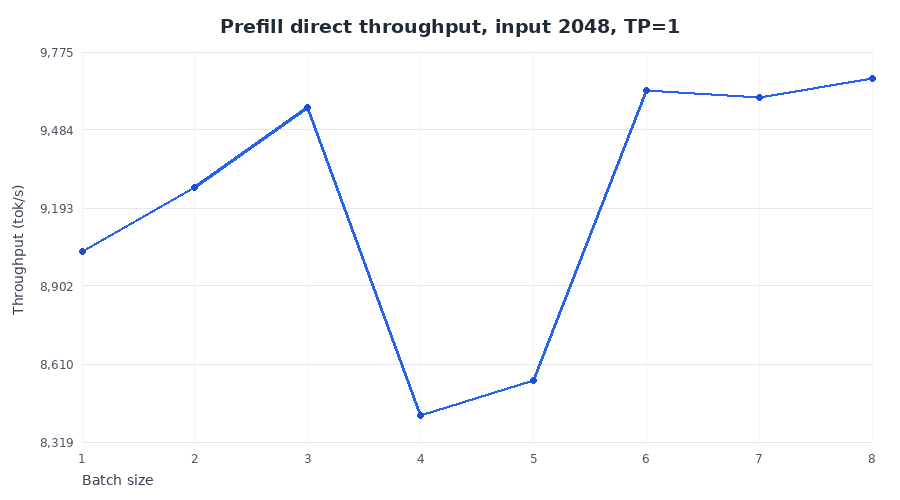 Prefill direct throughput, input 2048, TP=1
9,775
9,484
9,193
8,902
8,610
8,319
Throughput (tok/s)
1 2 3 4 5 6 7 8
Batch size